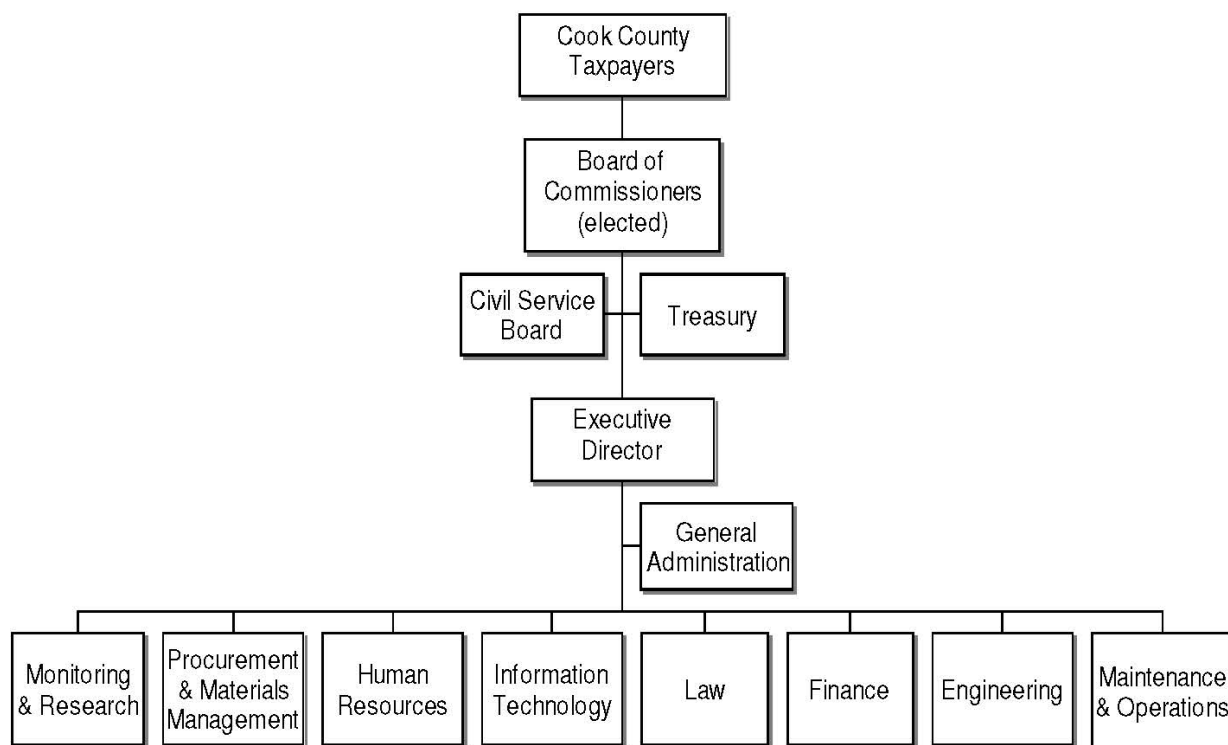 Cook County
Taxpayers
Board of
Commissioners
(elected)
Civil Service
Board
Treasury
Executive
Director
General
Administration
Monitoring
& Research
Procurement
& Materials
Management
Human
Resources
Information
Technology
Law
Finance
Engineering
Maintenance
& Operations